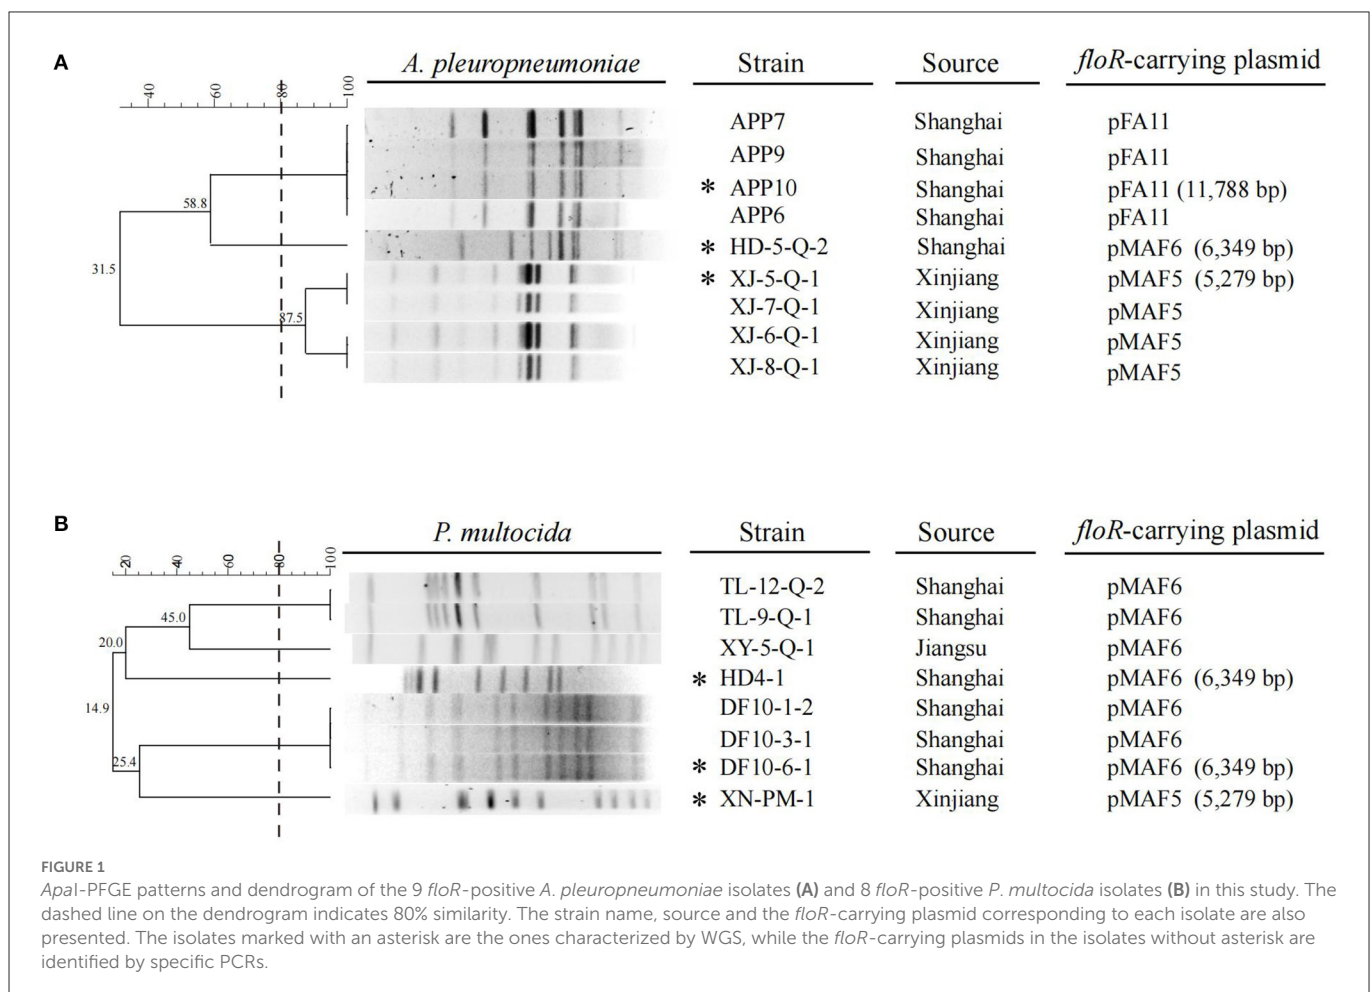 A
A. pleuropneumoniae Strain Source floR-carrying plasmid
40 60 80 100
APP7 Shanghai pFA11
APP9 Shanghai pFA11
* APP10 Shanghai pFA11 (11,788 bp)
58.8
APP6 Shanghai pFA11
* HD-5-Q-2 Shanghai pMAF6 (6,349 bp)
31.5
* XJ-5-Q-1 Xinjiang pMAF5 (5,279 bp)
XJ-7-Q-1 Xinjiang pMAF5
87.5
XJ-6-Q-1 Xinjiang pMAF5
XJ-8-Q-1 Xinjiang pMAF5
B
P. multocida Strain Source floR-carrying plasmid
20 40 60 80 100
TL-12-Q-2 Shanghai pMAF6
45.0
TL-9-Q-1 Shanghai pMAF6
20.0
XY-5-Q-1 Jiangsu pMAF6
* HD4-1 Shanghai pMAF6 (6,349 bp)
14.9
DF10-1-2 Shanghai pMAF6
DF10-3-1 Shanghai pMAF6
25.4
* DF10-6-1 Shanghai pMAF6 (6,349 bp)
* XN-PM-1 Xinjiang pMAF5 (5,279 bp)
FIGURE 1
ApaI-PFGE patterns and dendrogram of the 9 floR-positive A. pleuropneumoniae isolates (A) and 8 floR-positive P. multocida isolates (B) in this study. The
dashed line on the dendrogram indicates 80% similarity. The strain name, source and the floR-carrying plasmid corresponding to each isolate are also
presented. The isolates marked with an asterisk are the ones characterized by WGS, while the floR-carrying plasmids in the isolates without asterisk are
identified by specific PCRs.